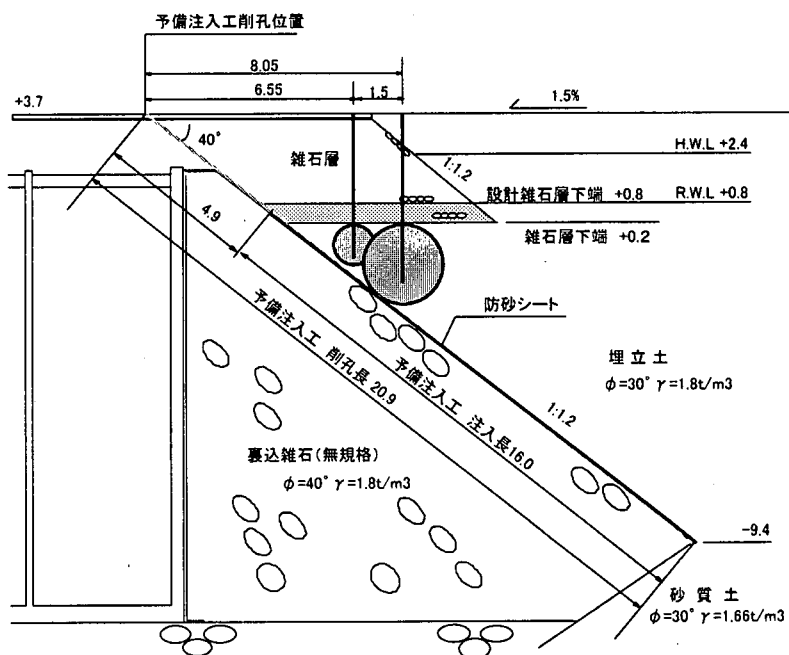 予備注入工削孔位置
8.05
6.55
1.5
+3.7
1.5%
40°
雑石層
1:1.2
H.W.L +2.4
設計雑石層下端 +0.8
R.W.L +0.8
雑石層下端 +0.2
4.9
防砂シート
予備注入工 削孔長 20.9
予備注入工 注入長16.0
1:1.2
埋立土
φ=30° γ=1.8t/m3
裏込雑石(無規格)
φ=40° γ=1.8t/m3
-9.4
砂質土
φ=30° γ=1.66t/m3